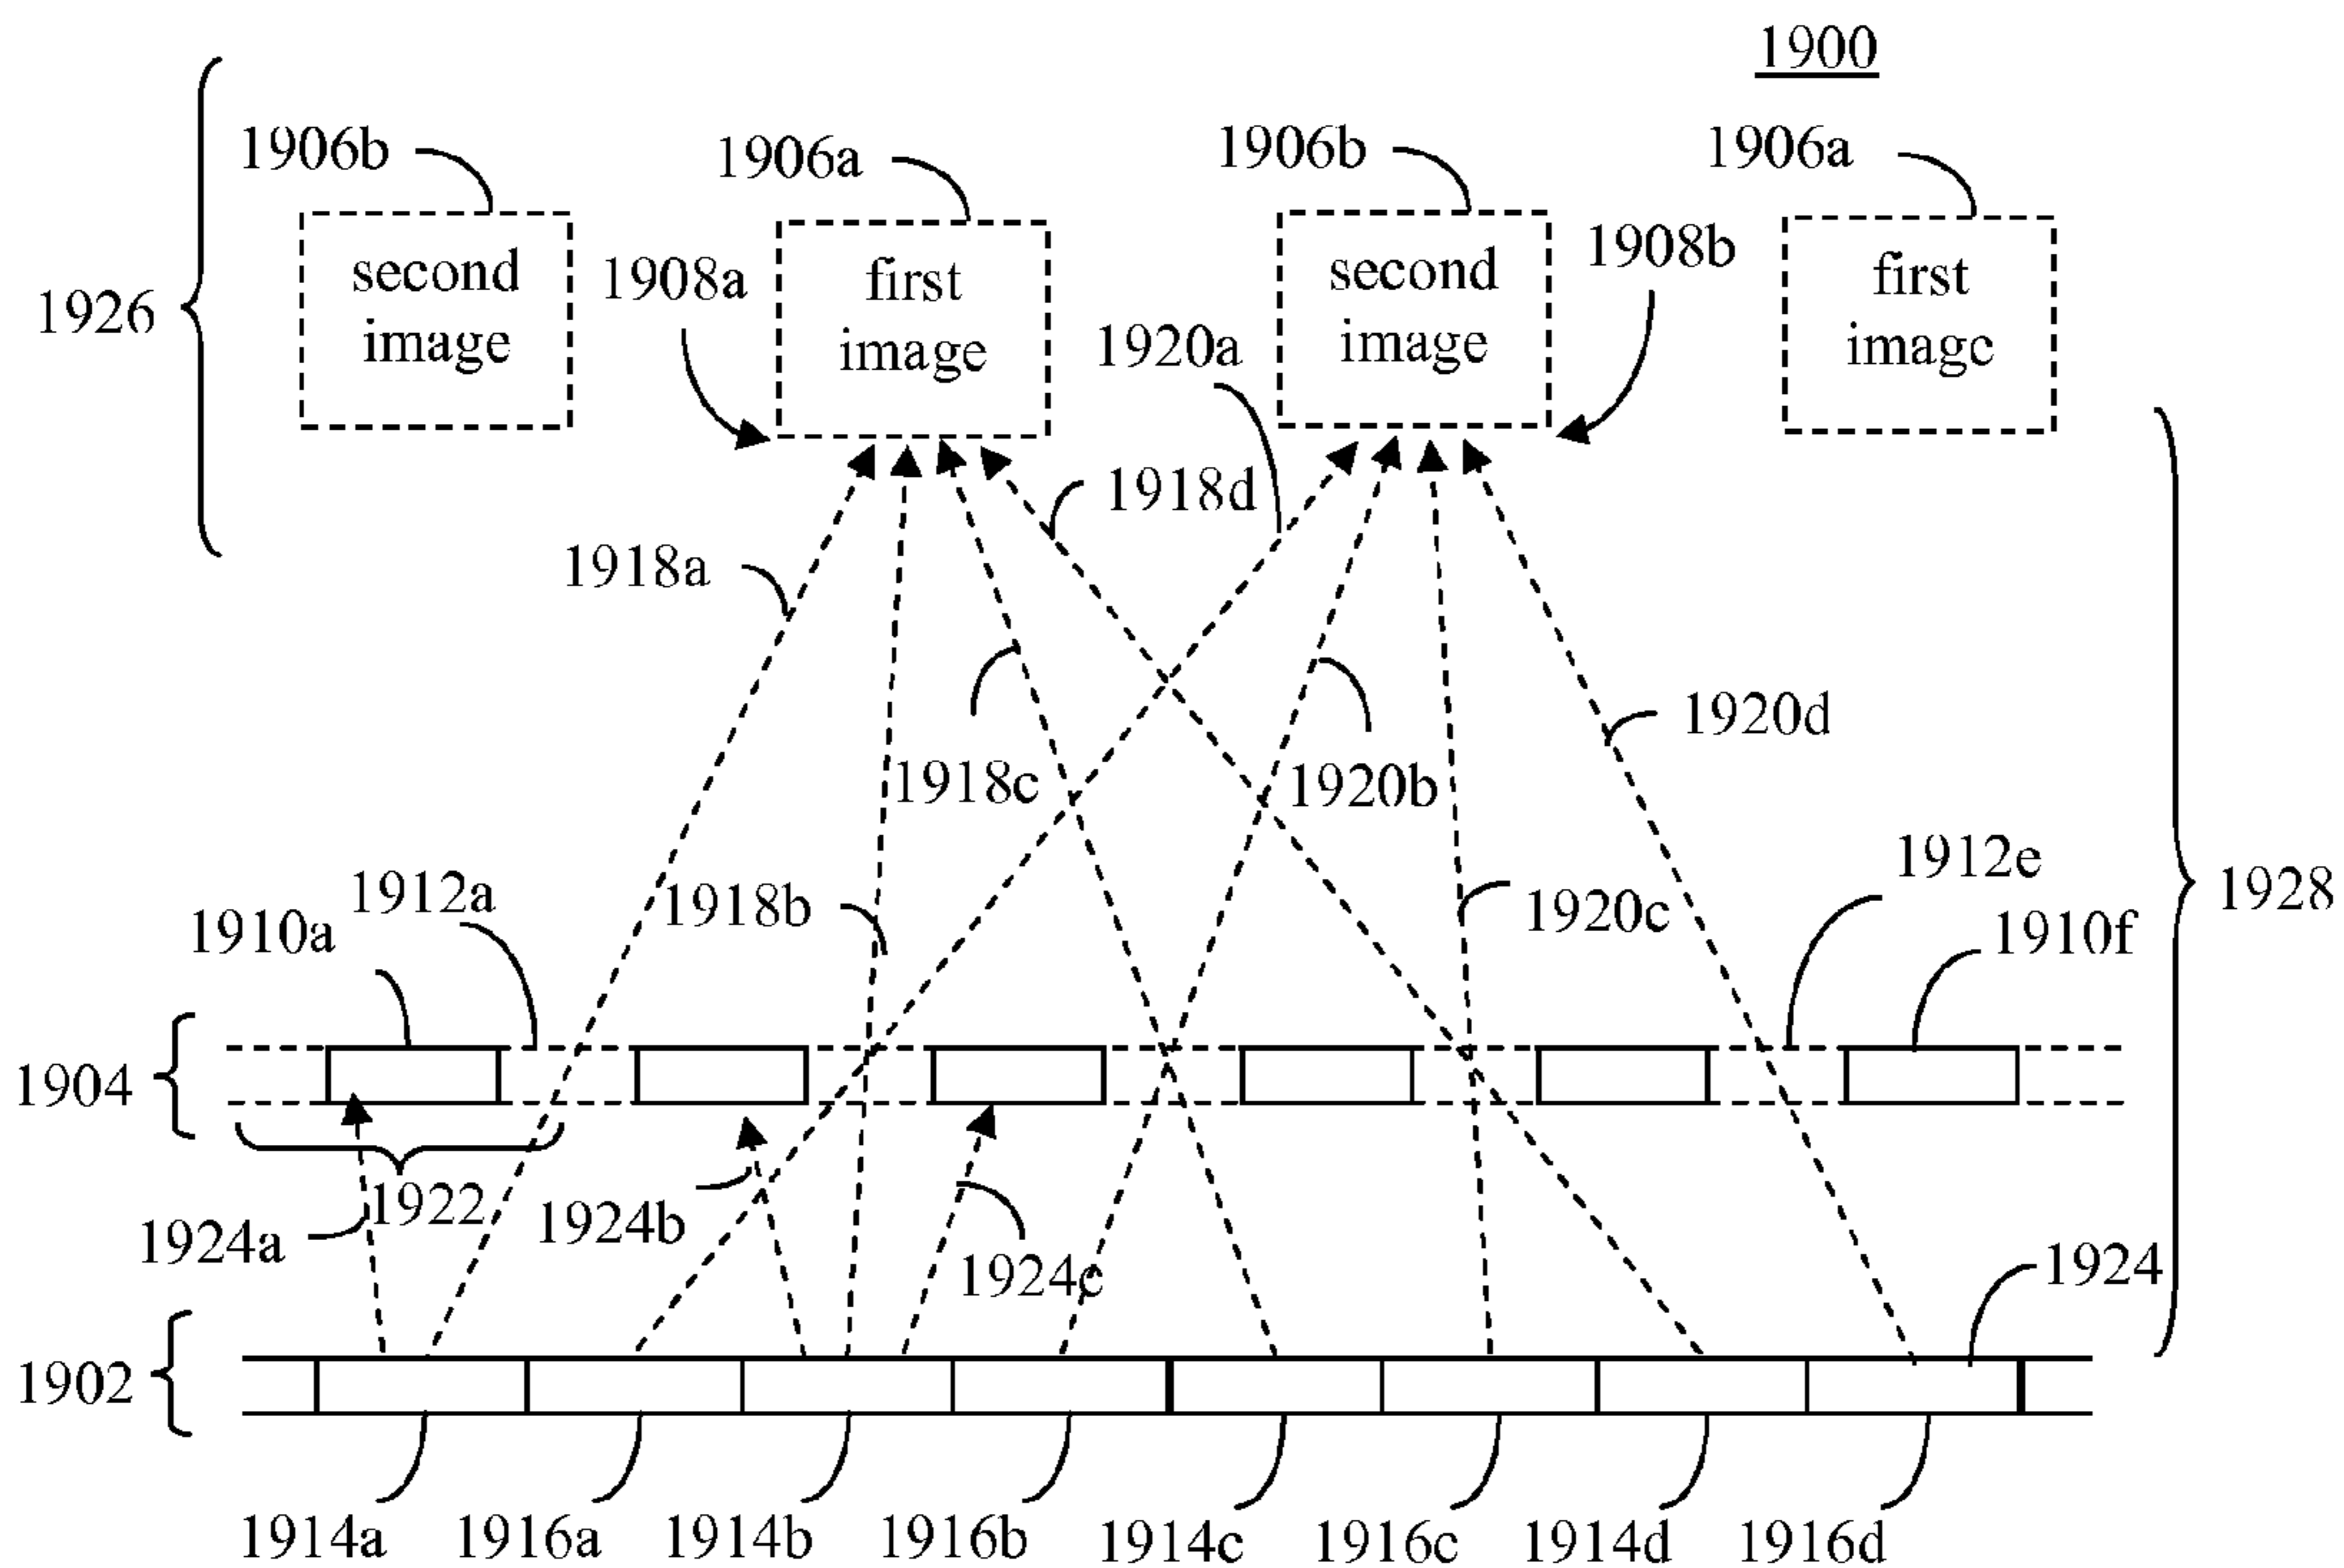 1900
1906b
1906a
1906b
1906a
1908b
second
image
1908a
first
image
second
image
first
imagc
1926
1920a
1918d
1918a
1918c
1920b
1920d
1912e
1912a
1910a
1918b
1920c
1910f
1928
1904
1922
1924a
1924b
1924c
1924
1902
1914a
1916a
1914b
1916b
1914c
1916c
1914d
1916d